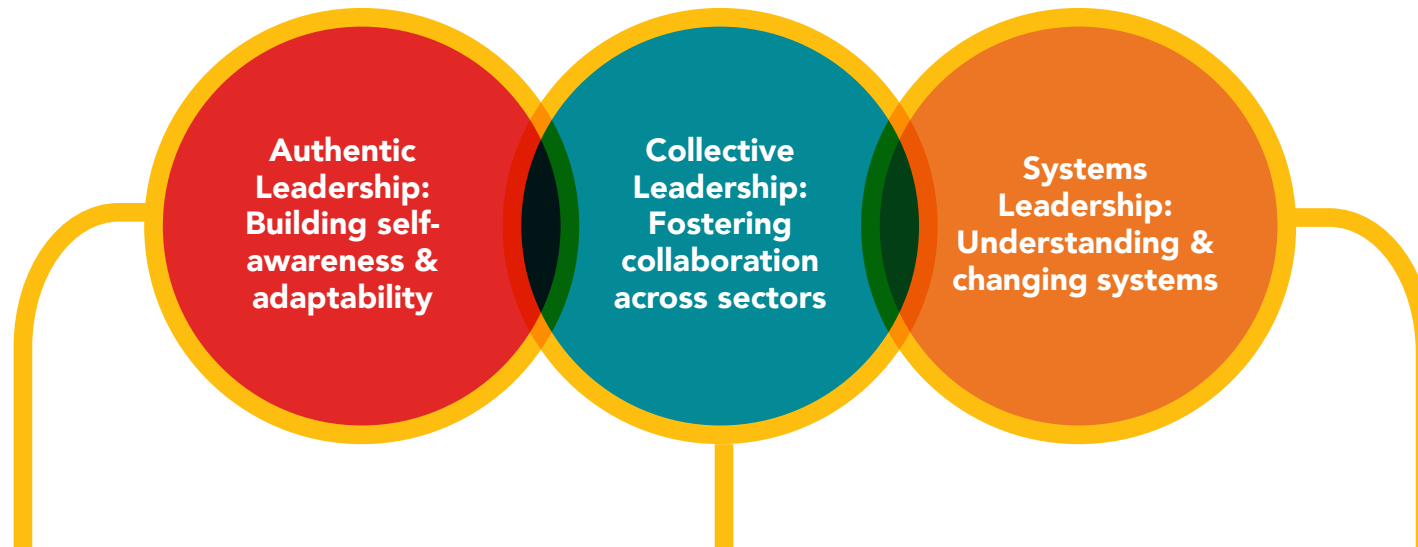 Authentic
Leadership:
Building self-
awareness &
adaptability
Collective
Leadership:
Fostering
collaboration
across sectors
Systems
Leadership:
Understanding &
changing systems